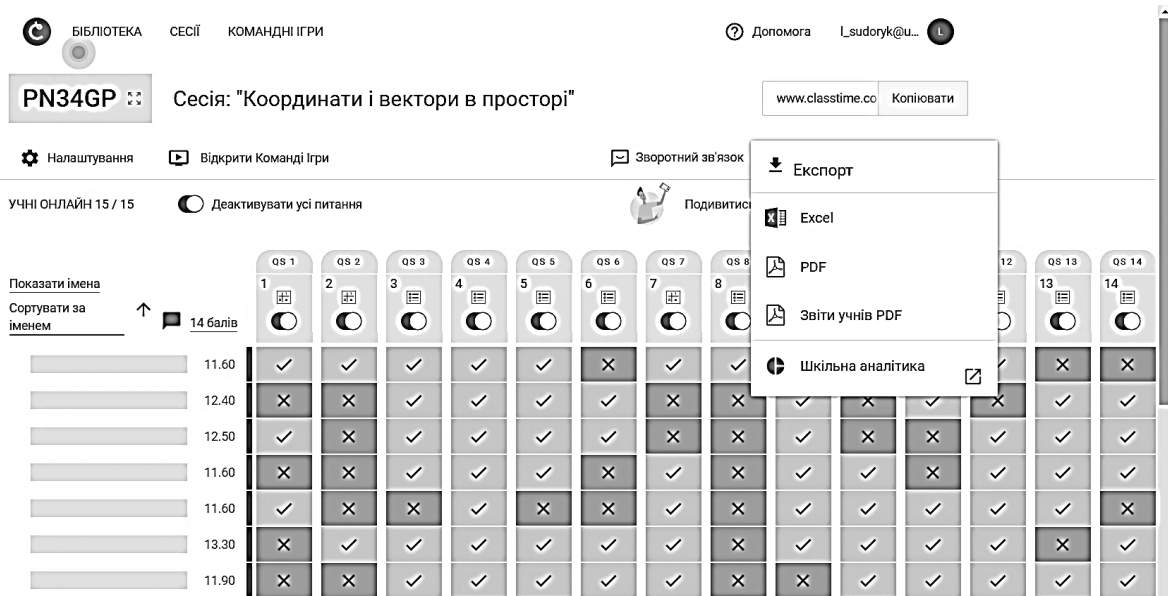 БІБЛІОТЕКА СЕСІЇ КОМАНДНІ ІГРИ Допомога l_sudoryk@u... L
PN34GP Сесія: "Координати і вектори в просторі" www.classtime.co Копіювати
Налаштування Відкрити Команді Ігри Зворотний зв'язок
Експорт
УЧНІ ОНЛАЙН 15 / 15 Деактивувати усі питання Подивитись
Excel
PDF
Звіти учнів PDF
Шкільна аналітика
QS 1 QS 2 QS 3 QS 4 QS 5 QS 6 QS 7 QS 8 12 QS 13 QS 14
1 2 3 4 5 6 7 8 13 14
Показати імена
Сортувати за
іменем
14 балів
11.60
12.40
12.50
11.60
11.60
13.30
11.90